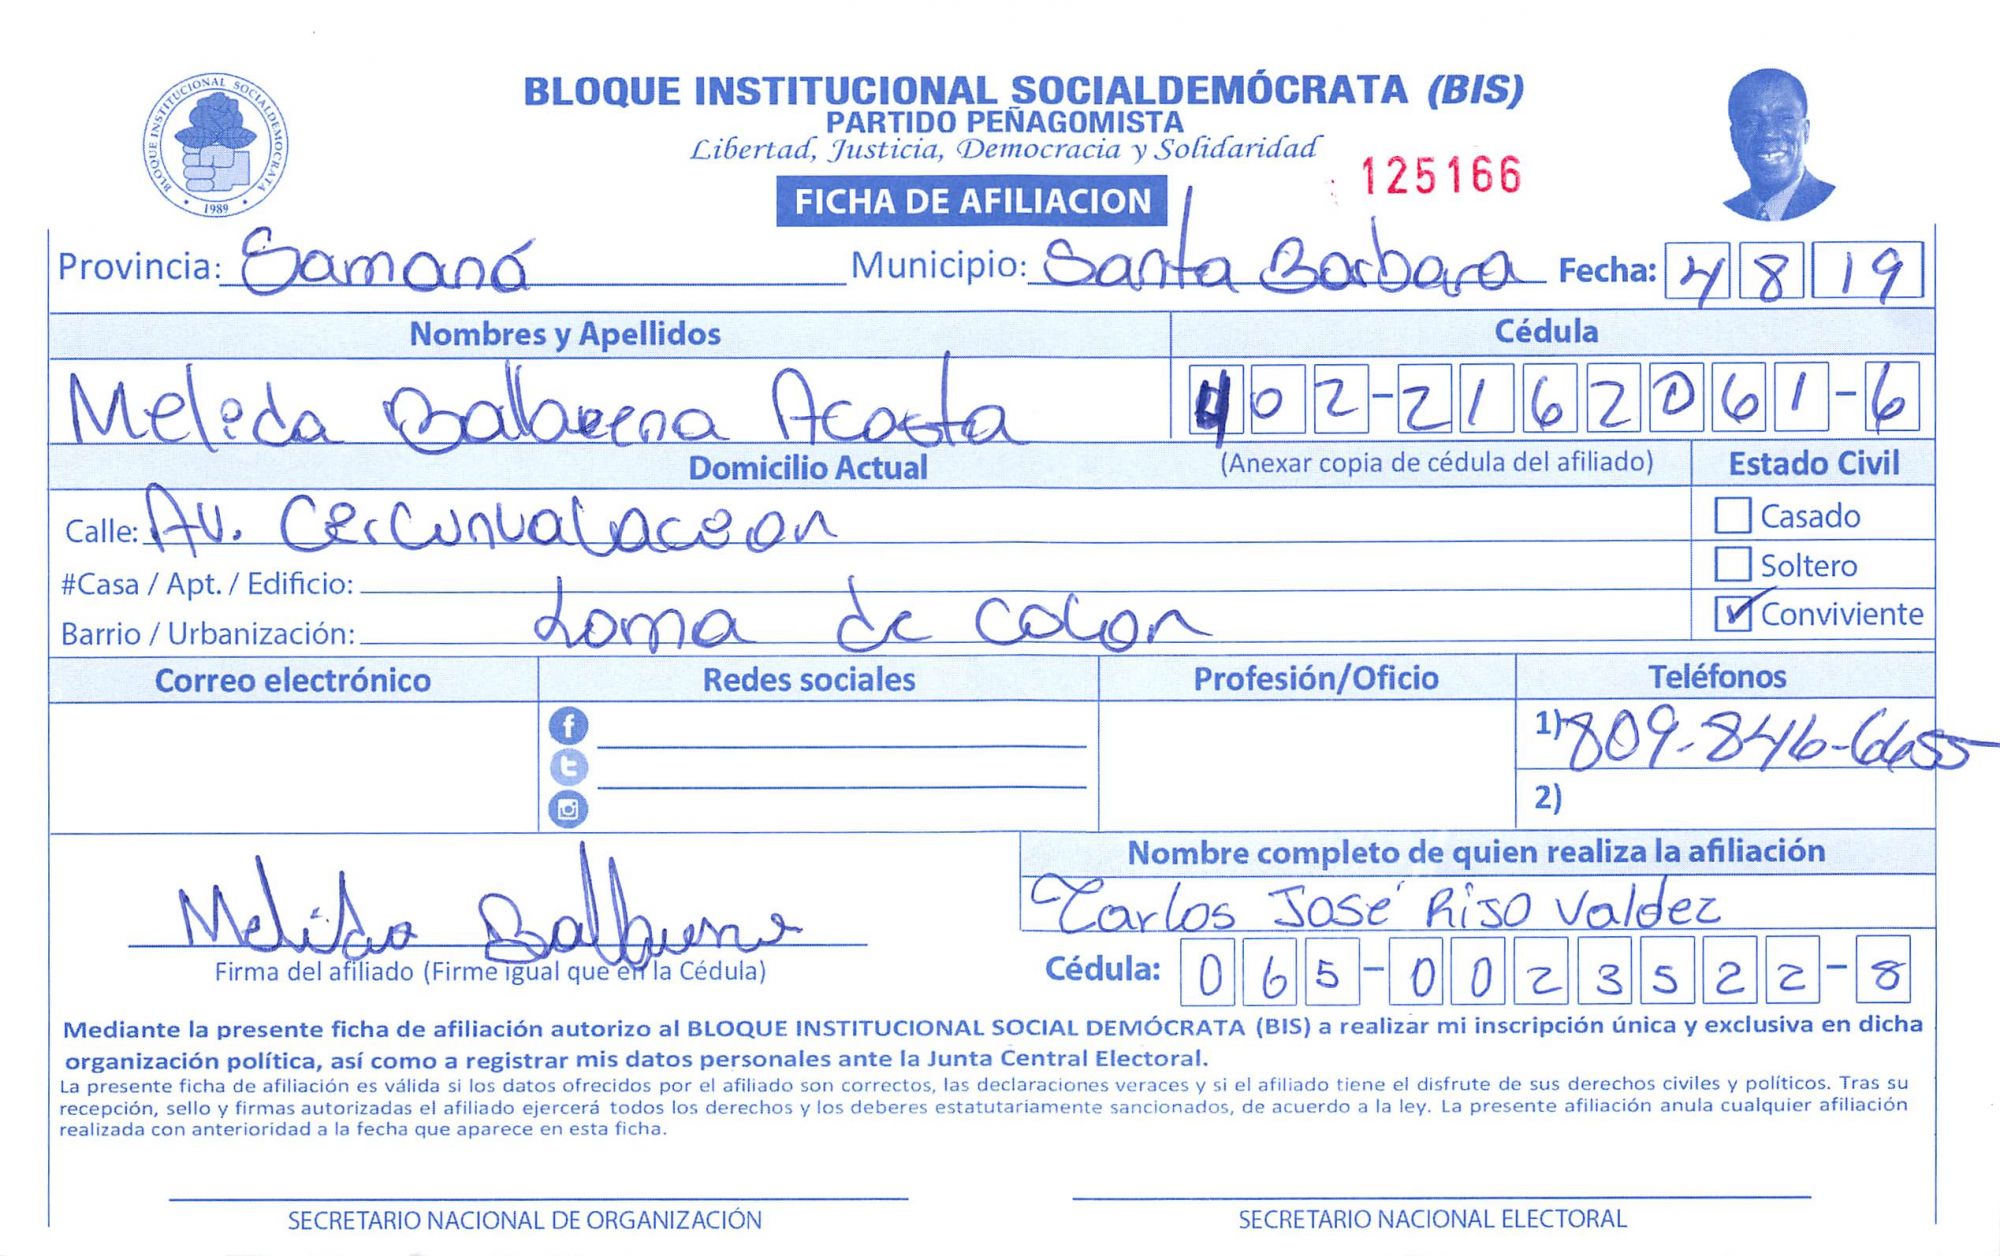 BLOQUE INSTITUCIONAL SOCIALDEMOCRATA
1989
BLOQUE INSTITUCIONAL SOCIALDEMÓCRATA (BIS)
PARTIDO PEÑAGOMISTA
Libertad, Justicia, Democracia y Solidaridad
125166
FICHA DE AFILIACION
Provincia: Samaná Municipio: Santa Barbara Fecha: 4 8 19
Nombres y Apellidos Cédula
Meleda Balbuena Acosta 402-2162061-6
Domicilio Actual (Anexar copia de cédula del afiliado) Estado Civil
Calle: Av. Cercunvalaceon Casado
#Casa / Apt. / Edificio: Soltero
Barrio / Urbanización: Loma de Colon Conviviente
Correo electrónico Redes sociales Profesión/Oficio Teléfonos
1) 809-846-6655
2)
Nombre completo de quien realiza la afiliación
Carlos José Rijo Valdez
Melida Balbuena
Firma del afiliado (Firme igual que en la Cédula) Cédula: 065-0023522-8
Mediante la presente ficha de afiliación autorizo al BLOQUE INSTITUCIONAL SOCIAL DEMÓCRATA (BIS) a realizar mi inscripción única y exclusiva en dicha
organización política, así como a registrar mis datos personales ante la Junta Central Electoral.
La presente ficha de afiliación es válida si los datos ofrecidos por el afiliado son correctos, las declaraciones veraces y si el afiliado tiene el disfrute de sus derechos civiles y políticos. Tras su
recepción, sello y firmas autorizadas el afiliado ejercerá todos los derechos y los deberes estatutariamente sancionados, de acuerdo a la ley. La presente afiliación anula cualquier afiliación
realizada con anterioridad a la fecha que aparece en esta ficha.
SECRETARIO NACIONAL DE ORGANIZACIÓN SECRETARIO NACIONAL ELECTORAL